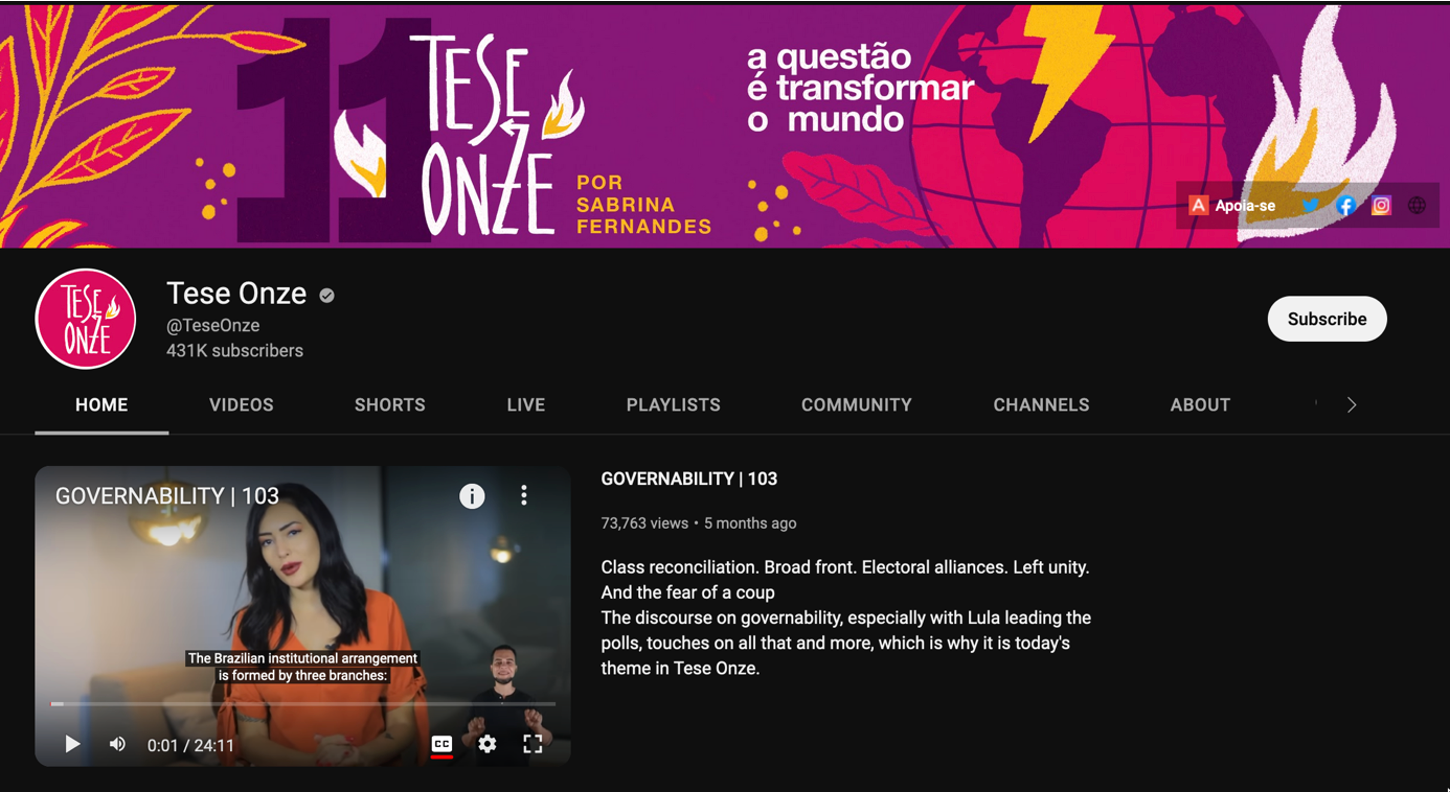 11
TESE
ONZE
POR
SABRINA
FERNANDES
a questão
é transformar
o mundo
Apoia-se
TESE
ONZE
Tese Onze
@TeseOnze
431K subscribers
Subscribe
HOME VIDEOS SHORTS LIVE PLAYLISTS COMMUNITY CHANNELS ABOUT
GOVERNABILITY | 103
The Brazilian institutional arrangement
is formed by three branches:
0:01 / 24:11
CC
GOVERNABILITY | 103
73,763 views • 5 months ago
Class reconciliation. Broad front. Electoral alliances. Left unity.
And the fear of a coup
The discourse on governability, especially with Lula leading the
polls, touches on all that and more, which is why it is today's
theme in Tese Onze.